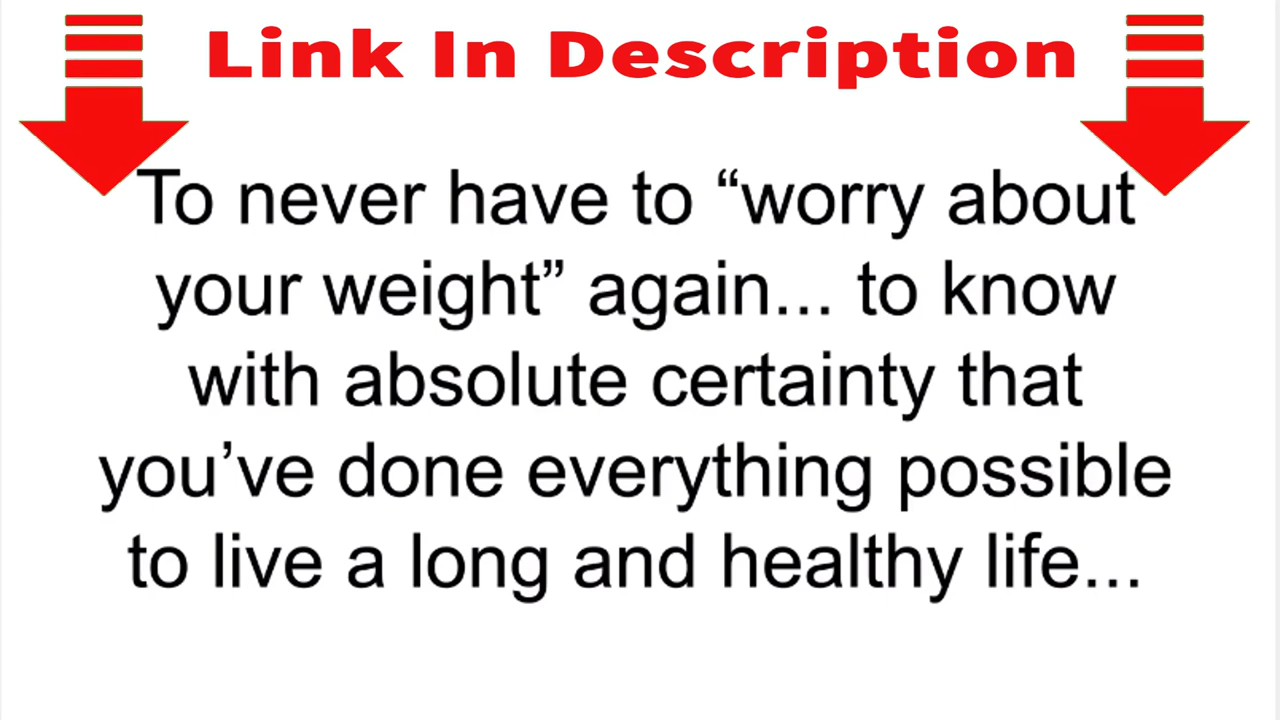 Link In Description
To never have to “worry about
your weight” again... to know
with absolute certainty that
you’ve done everything possible
to live a long and healthy life...